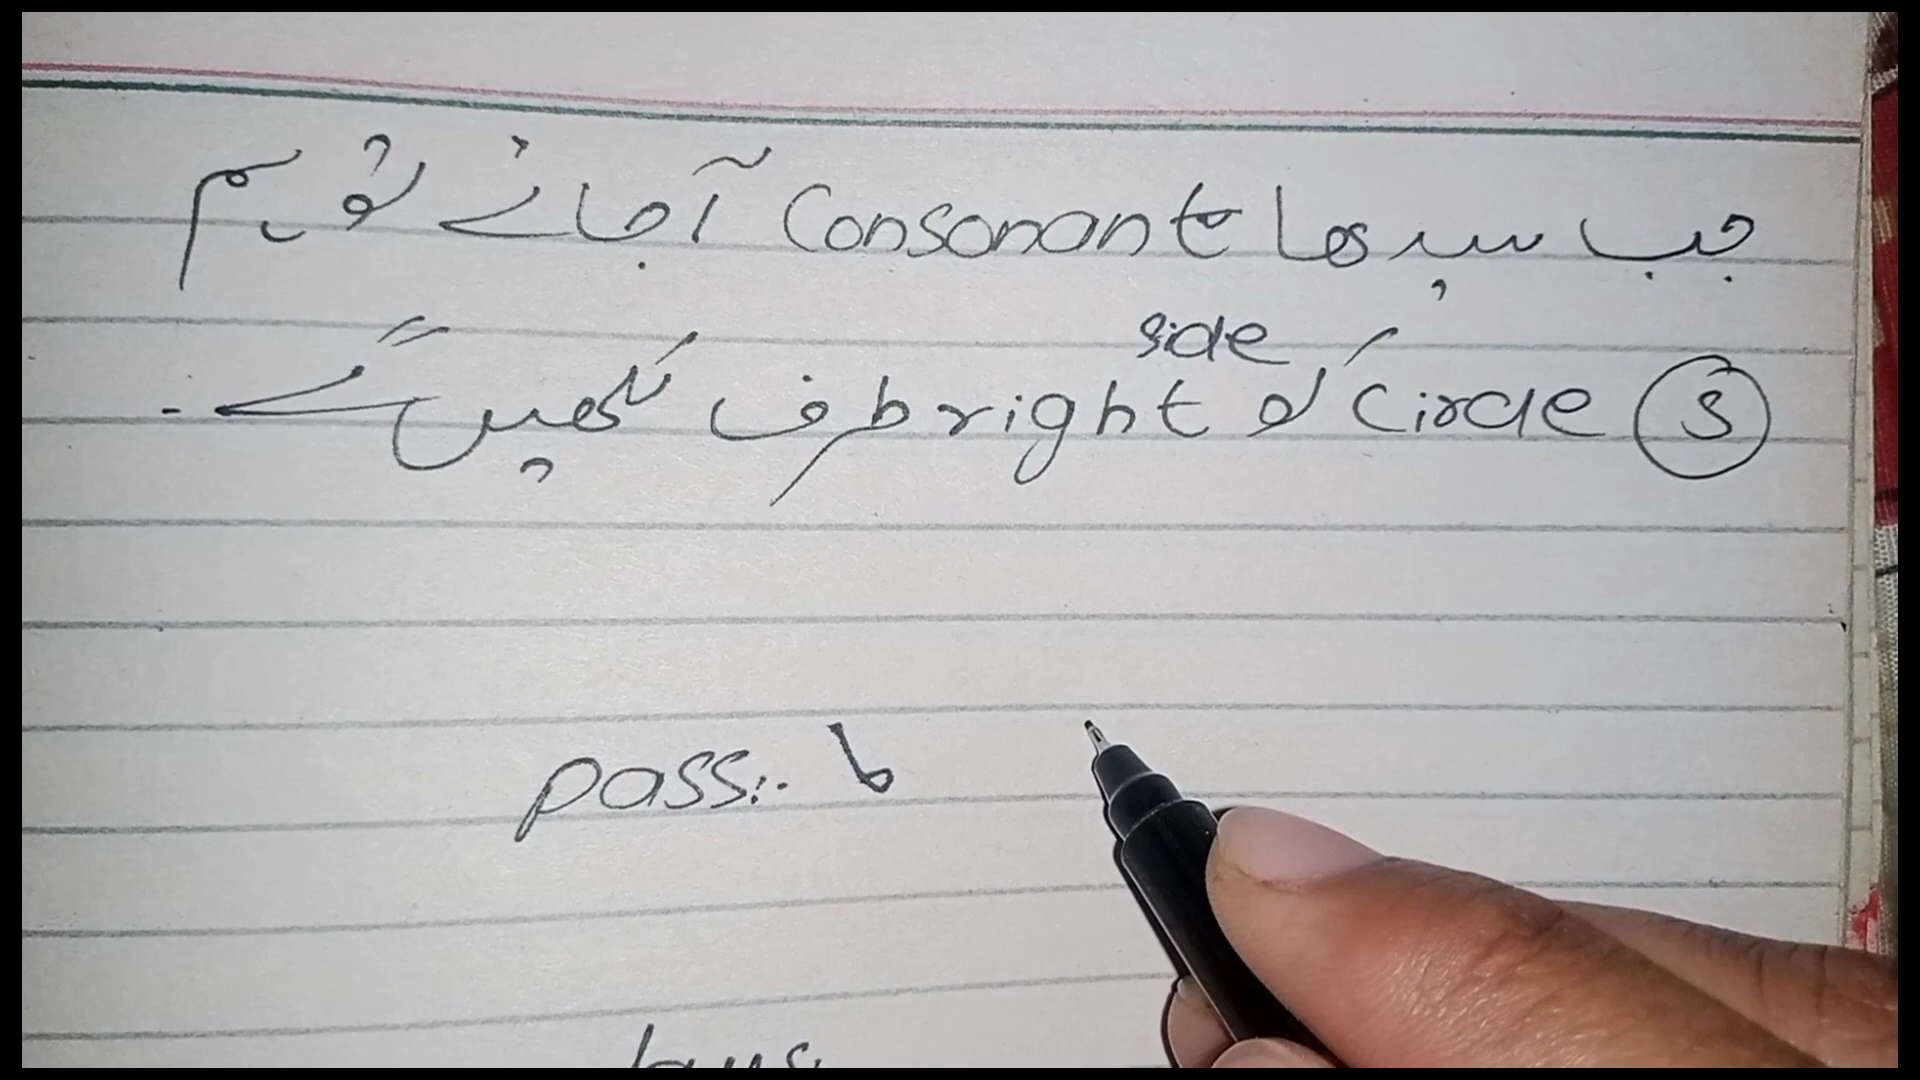 جب سیدھا Consonant آجائے تو ہم
Ⓢ Circle کو right side طرف لکھیں گے۔
pass:.